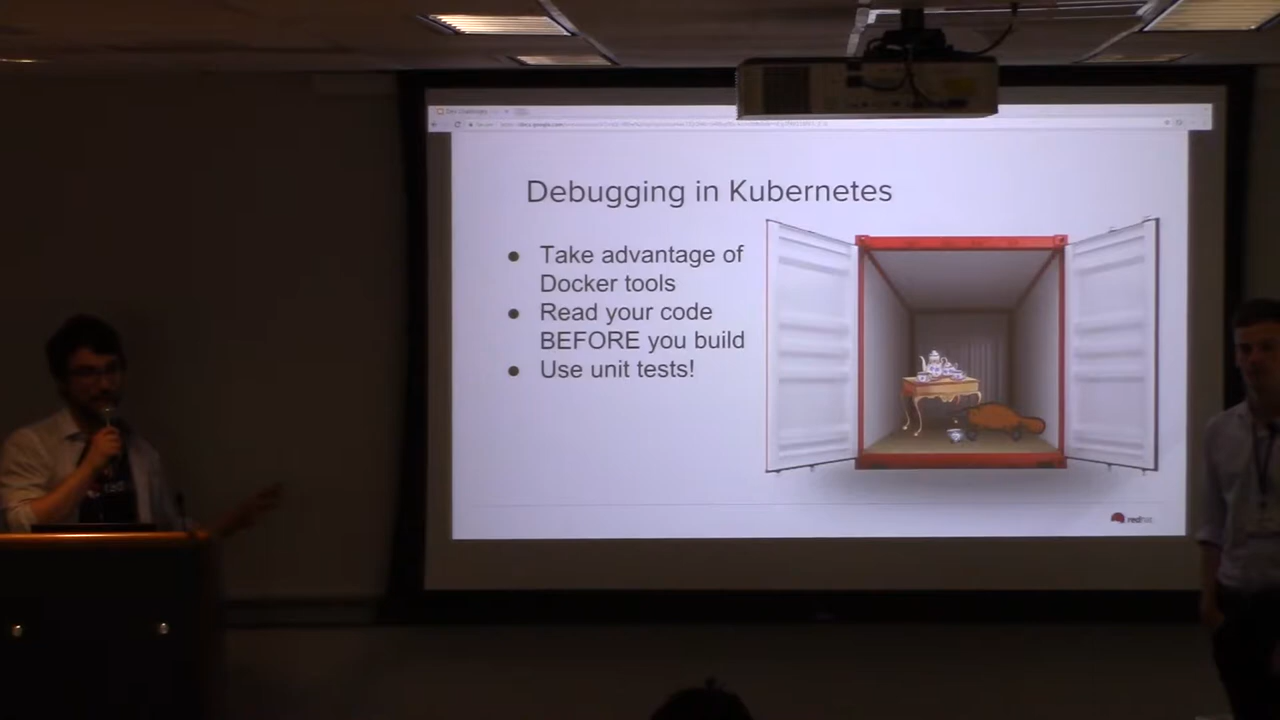 Debugging in Kubernetes
● Take advantage of
Docker tools
● Read your code
BEFORE you build
● Use unit tests!
redhat